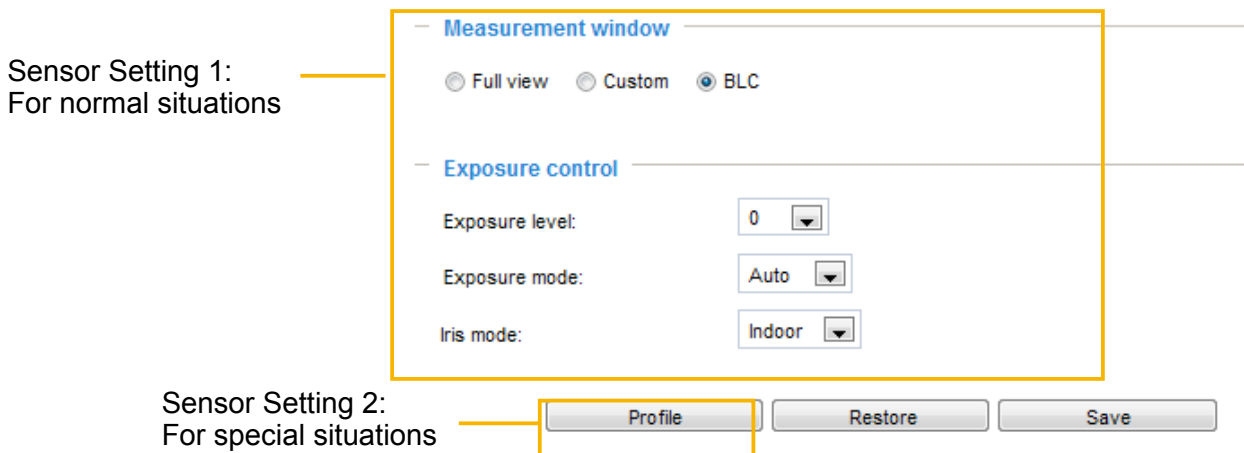 Sensor Setting 1:
For normal situations
Measurement window
Full view Custom BLC
Exposure control
Exposure level: 0
Exposure mode: Auto
Iris mode: Indoor
Sensor Setting 2:
For special situations
Profile Restore Save